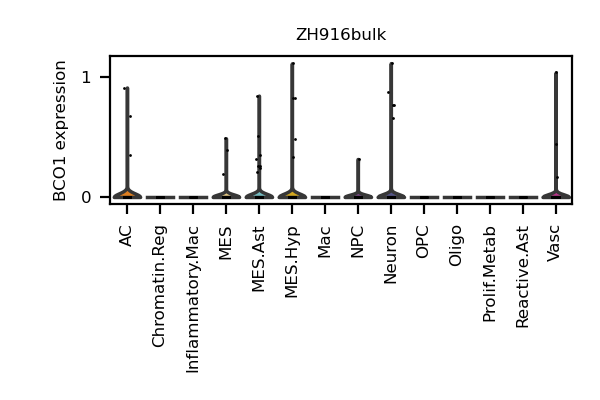 ZH916bulk
BCO1 expression
1
0
AC
Chromatin.Reg
Inflammatory.Mac
MES
MES.Ast
MES.Hyp
Mac
NPC
Neuron
OPC
Oligo
Prolif.Metab
Reactive.Ast
Vasc